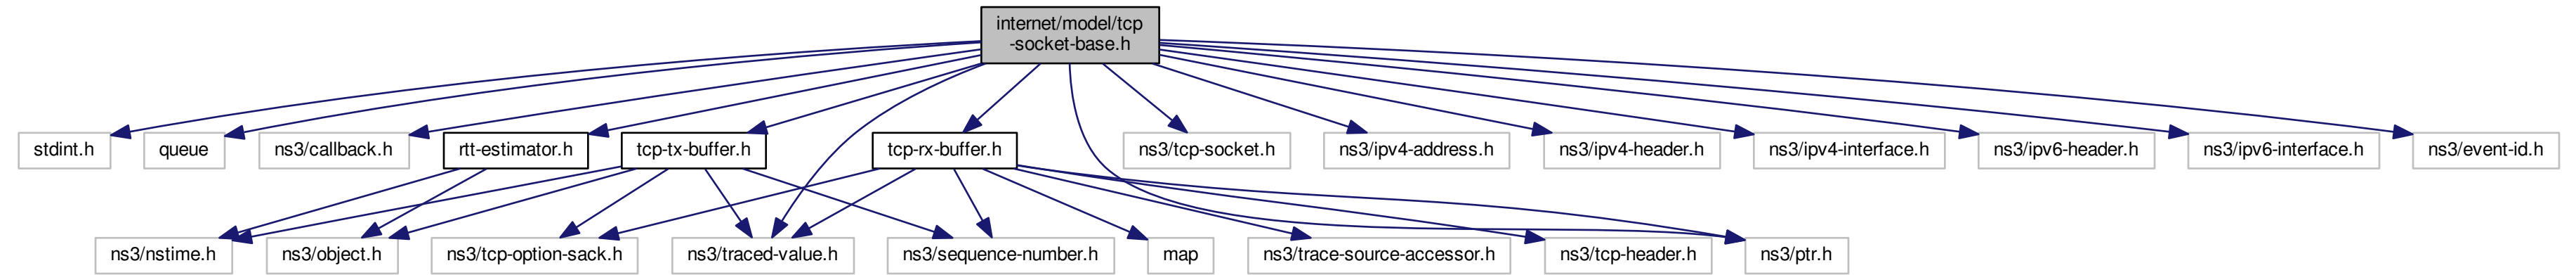 internet/model/tcp
-socket-base.h
stdint.h
queue
ns3/callback.h
rtt-estimator.h
tcp-tx-buffer.h
tcp-rx-buffer.h
ns3/tcp-socket.h
ns3/ipv4-address.h
ns3/ipv4-header.h
ns3/ipv4-interface.h
ns3/ipv6-header.h
ns3/ipv6-interface.h
ns3/event-id.h
ns3/nstime.h
ns3/object.h
ns3/tcp-option-sack.h
ns3/traced-value.h
ns3/sequence-number.h
map
ns3/trace-source-accessor.h
ns3/tcp-header.h
ns3/ptr.h